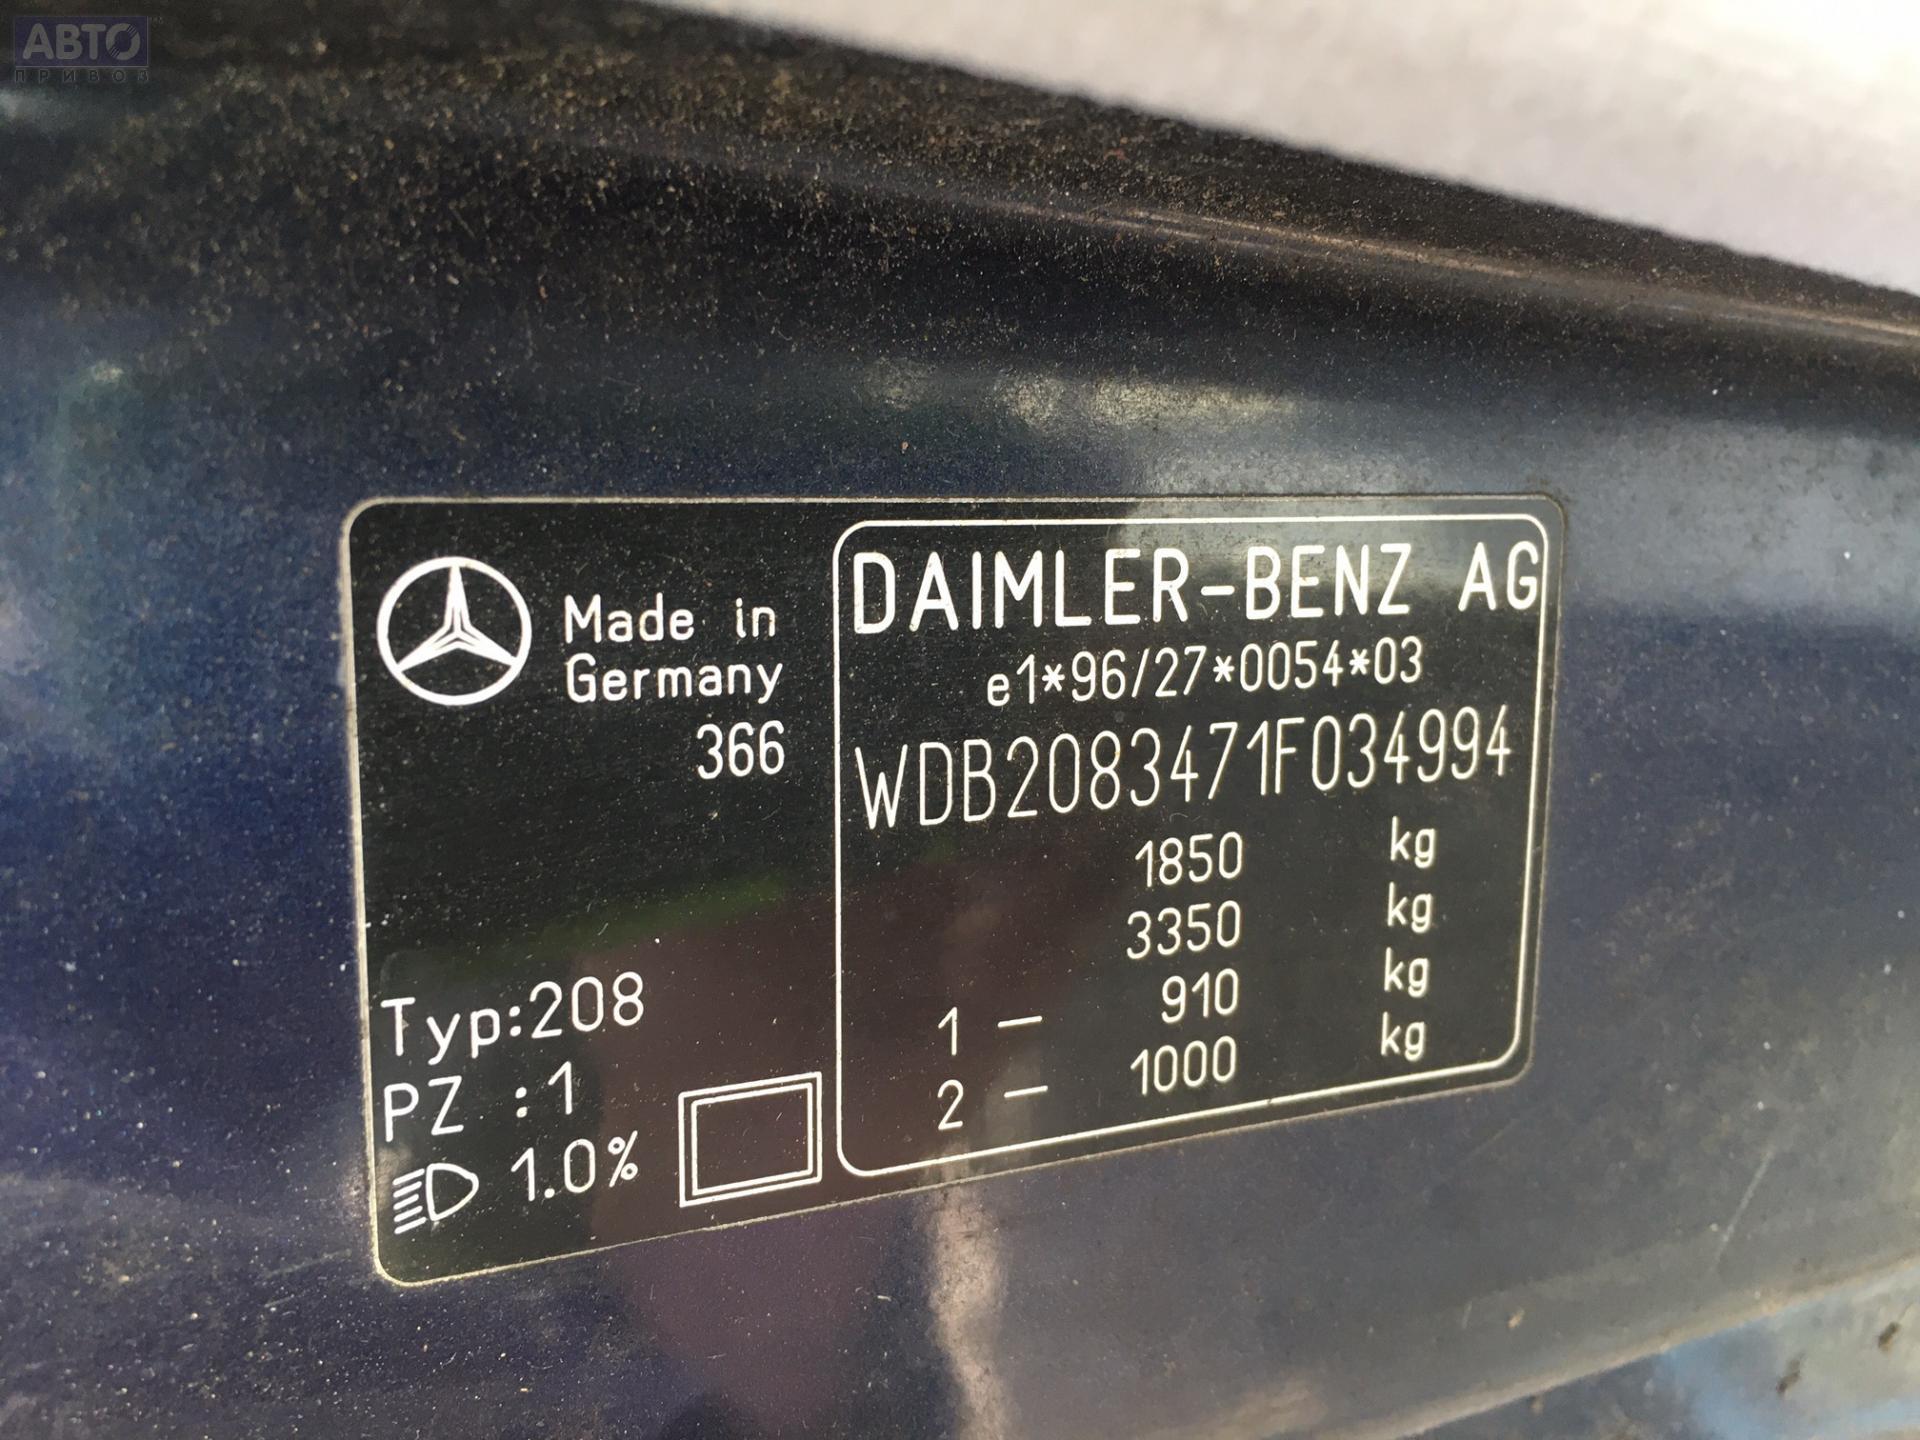 АВТО
ПРИВОЗ
Made in
Germany
366
Typ:208
PZ :1
1.0%
DAIMLER-BENZ AG
e1*96/27*0054*03
WDB2083471F034994
1850 kg
3350 kg
1 – 910 kg
2 – 1000 kg